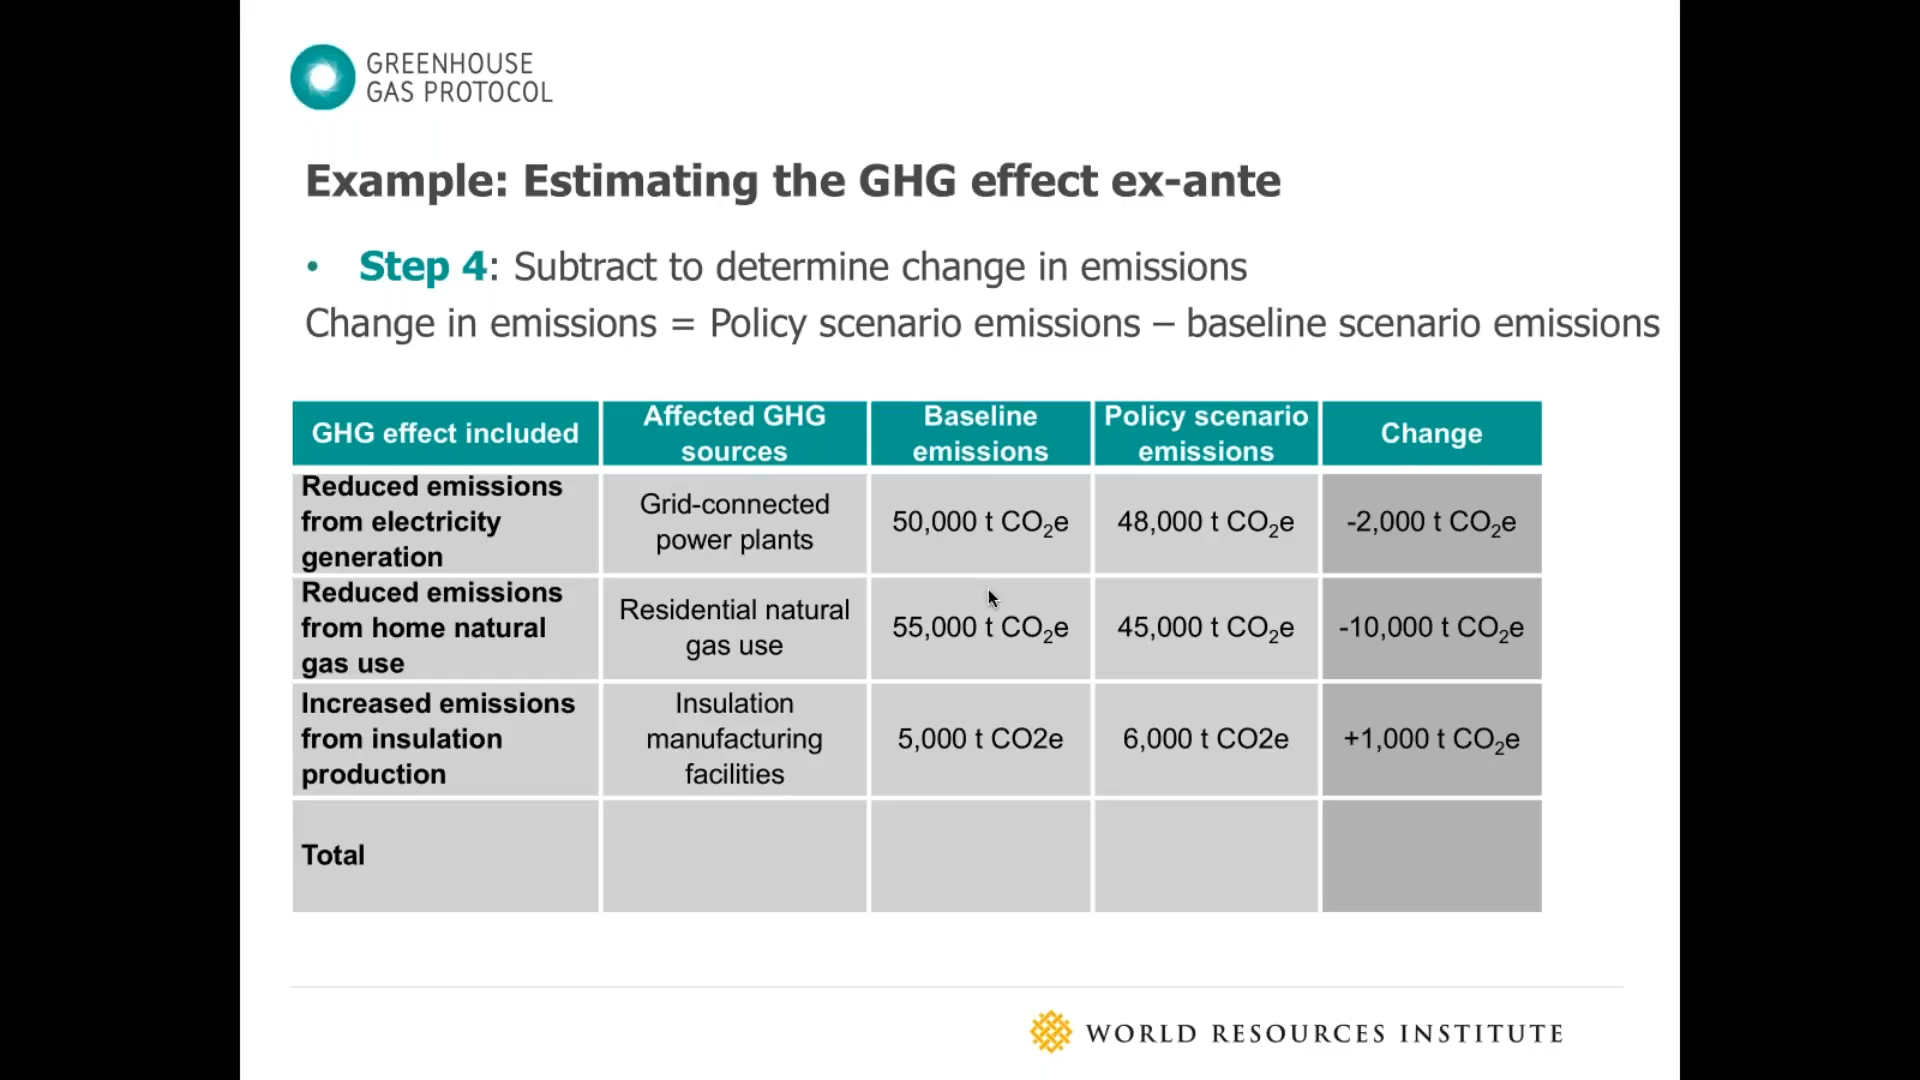 GREENHOUSE
GAS PROTOCOL
Example: Estimating the GHG effect ex-ante
• Step 4: Subtract to determine change in emissions
Change in emissions = Policy scenario emissions – baseline scenario emissions
GHG effect included
Affected GHG
sources
Baseline
emissions
Policy scenario
emissions
Change
Reduced emissions
from electricity
generation
Grid-connected
power plants
50,000 t CO₂e
48,000 t CO₂e
-2,000 t CO₂e
Reduced emissions
from home natural
gas use
Residential natural
gas use
55,000 t CO₂e
45,000 t CO₂e
-10,000 t CO₂e
Increased emissions
from insulation
production
Insulation
manufacturing
facilities
5,000 t CO2e
6,000 t CO2e
+1,000 t CO₂e
Total
WORLD RESOURCES INSTITUTE